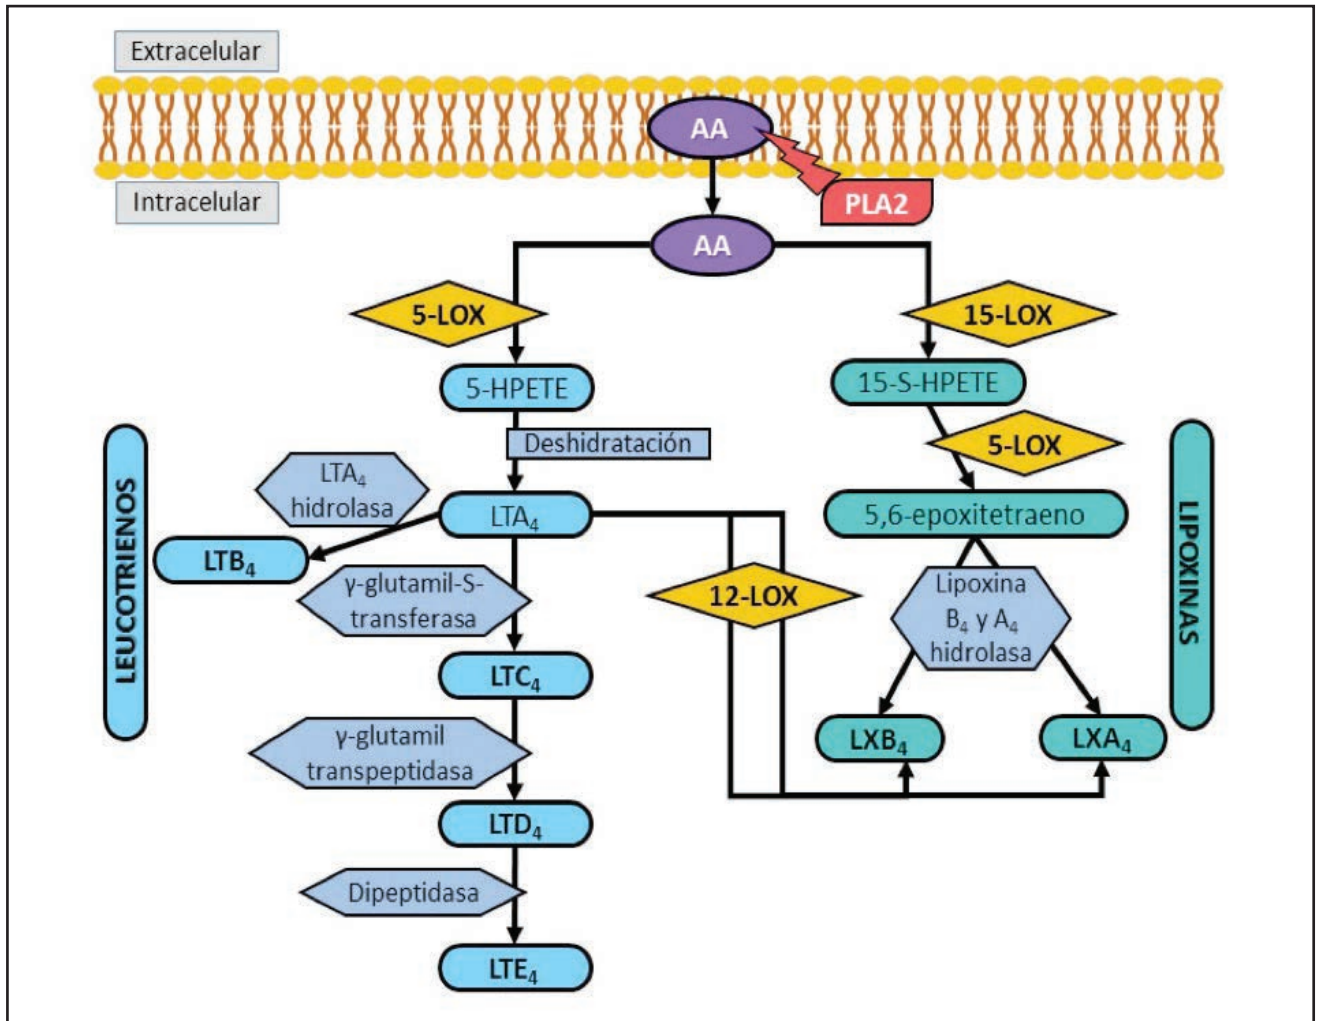 Extracelular
AA
Intracelular
PLA2
AA
5-LOX
15-LOX
5-HPETE
15-S-HPETE
Deshidratación
5-LOX
LEUCOTRIENOS
LIPOXINAS
LTA₄
hidrolasa
LTA₄
5,6-epoxitetraeno
LTB₄
γ-glutamil-S-
transferasa
12-LOX
Lipoxina
B₄ y A₄
hidrolasa
LTC₄
LXB₄
LXA₄
γ-glutamil
transpeptidasa
LTD₄
Dipeptidasa
LTE₄